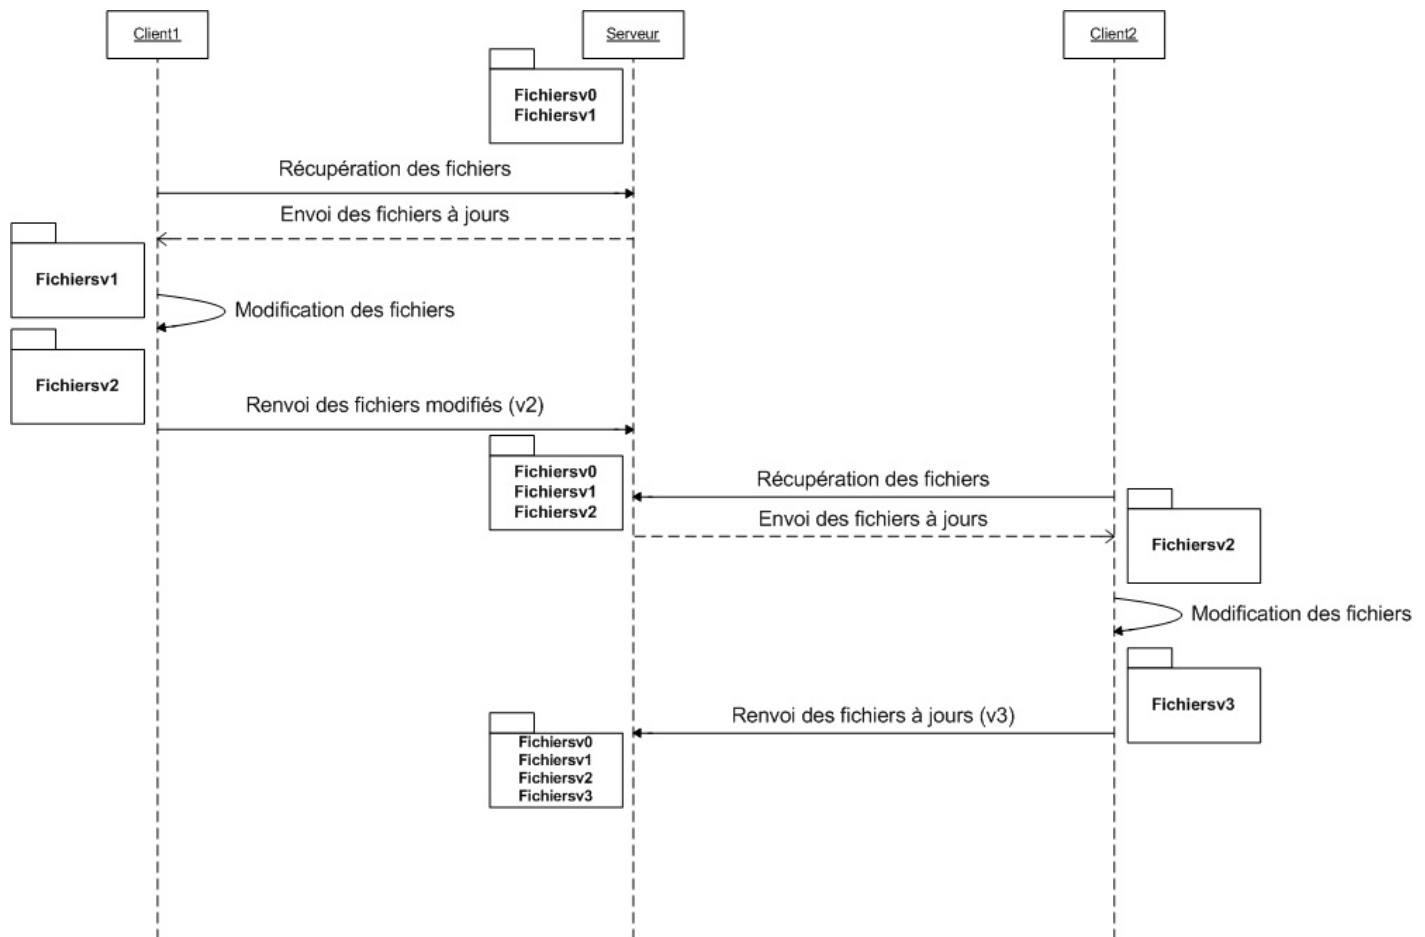 Client1
Serveur
Client2
Fichiersv0
Fichiersv1
Récupération des fichiers
Envoi des fichiers à jours
Fichiersv1
Modification des fichiers
Fichiersv2
Renvoi des fichiers modifiés (v2)
Fichiersv0
Fichiersv1
Fichiersv2
Récupération des fichiers
Envoi des fichiers à jours
Fichiersv2
Modification des fichiers
Fichiersv3
Renvoi des fichiers à jours (v3)
Fichiersv0
Fichiersv1
Fichiersv2
Fichiersv3